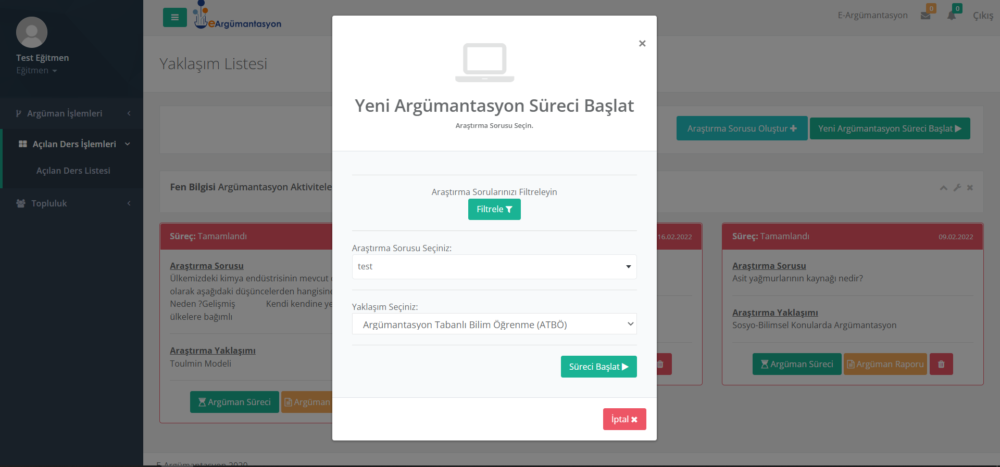 Test Eğitmen
Eğitmen
Argüman İşlemleri
Açılan Ders İşlemleri
Açılan Ders Listesi
Topluluk
eArgümantasyon
E-Argümantasyon
0
0
Çıkış
Yaklaşım Listesi
Araştırma Sorusu Oluştur
Yeni Argümantasyon Süreci Başlat
Fen Bilgisi Argümantasyon Aktivitele
Süreç: Tamamlandı
Araştırma Sorusu
Ülkemizdeki kimya endüstrisinin mevcut
olarak aşağıdaki düşüncelerden hangisine
Neden ?Gelişmiş Kendi kendine ye
ülkelere bağımlı
Araştırma Yaklaşımı
Toulmin Modeli
Argüman Süreci
Argüman
16.02.2022
Süreç: Tamamlandı
09.02.2022
Araştırma Sorusu
Asit yağmurlarının kaynağı nedir?
Araştırma Yaklaşımı
Sosyo-Bilimsel Konularda Argümantasyon
Argüman Süreci
Argüman Raporu
Yeni Argümantasyon Süreci Başlat
Araştırma Sorusu Seçin.
Araştırma Sorularınızı Filtreleyin
Filtrele
Araştırma Sorusu Seçiniz:
test
Yaklaşım Seçiniz:
Argümantasyon Tabanlı Bilim Öğrenme (ATBÖ)
Süreci Başlat
İptal
E-Argümantasyon 2020